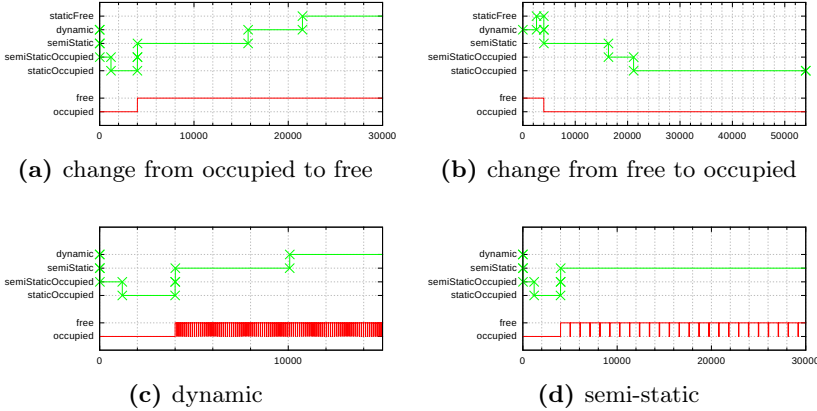 staticFree
dynamic
semiStatic
semiStaticOccupied
staticOccupied
free
occupied
0 10000 20000 30000
(a) change from occupied to free
staticFree
dynamic
semiStatic
semiStaticOccupied
staticOccupied
free
occupied
0 10000 20000 30000 40000 50000
(b) change from free to occupied
dynamic
semiStatic
semiStaticOccupied
staticOccupied
free
occupied
0 10000
(c) dynamic
dynamic
semiStatic
semiStaticOccupied
staticOccupied
free
occupied
0 10000 20000 30000
(d) semi-static